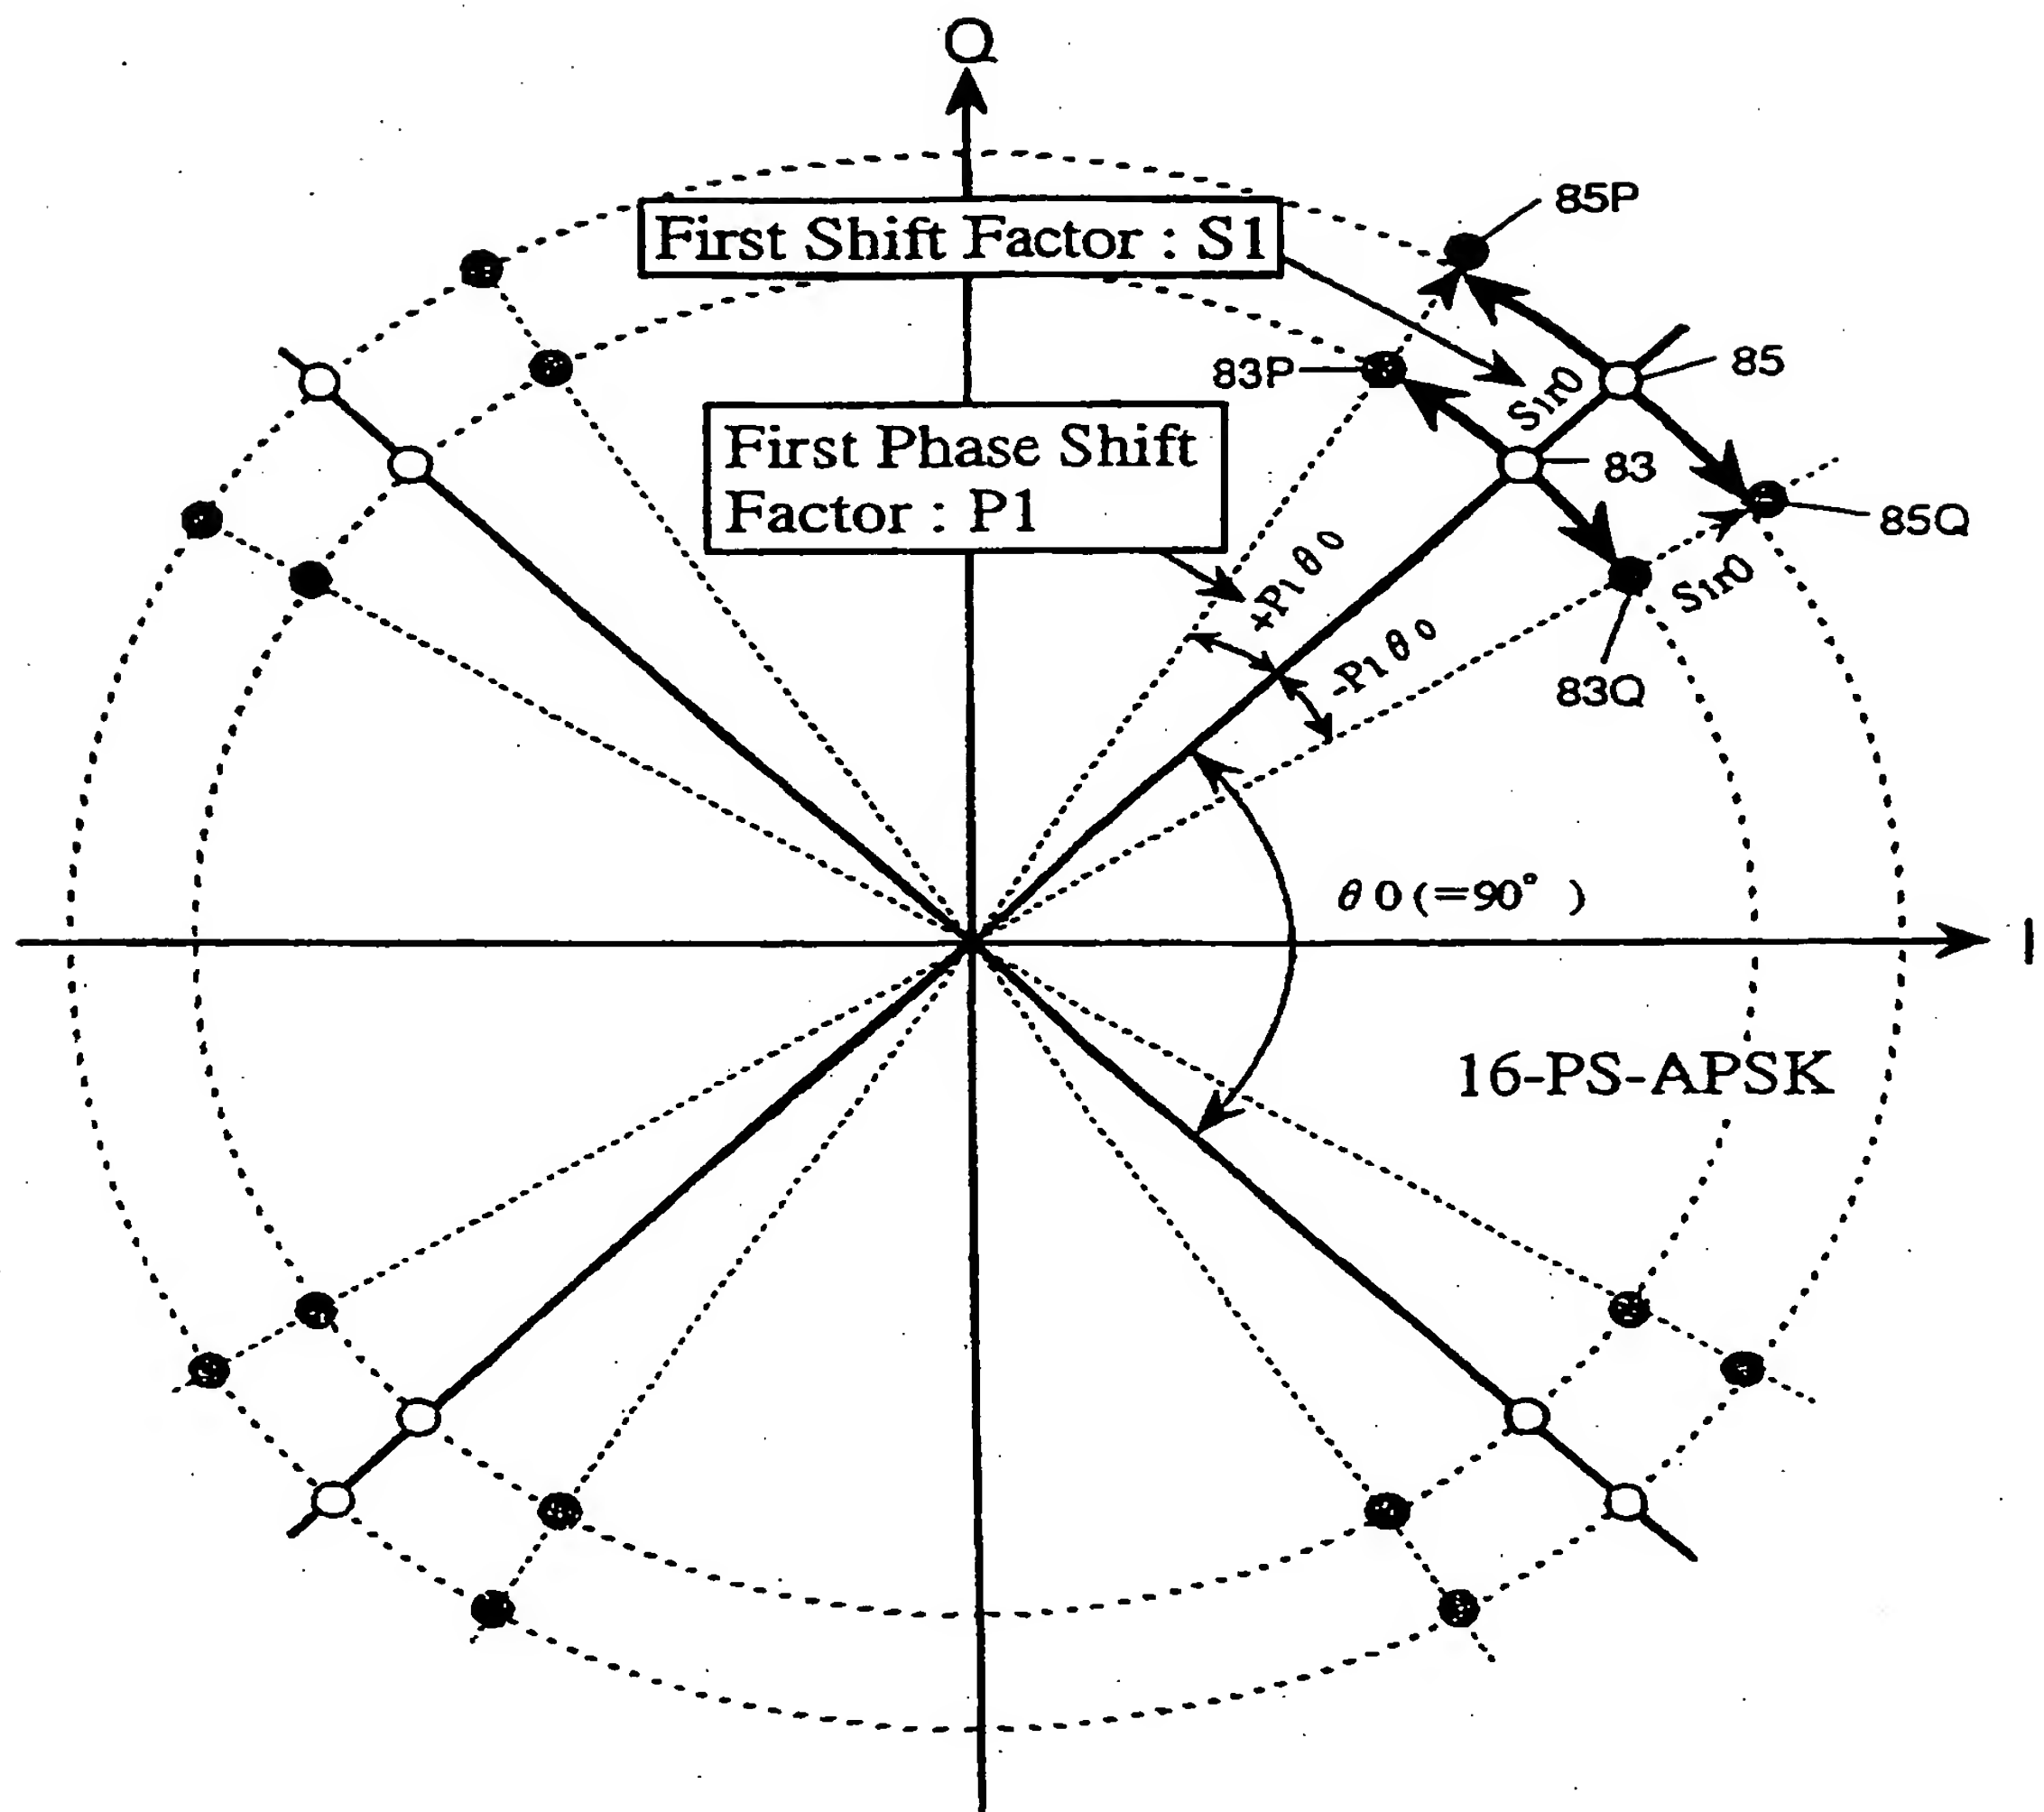 Q
85P
First Shift Factor : S1
85
83P
S1r0
First Phase Shift
Factor : P1
83
85Q
+P1θ0
S1r0
-P1θ0
83Q
θ0(=90°)
I
16-PS-APSK